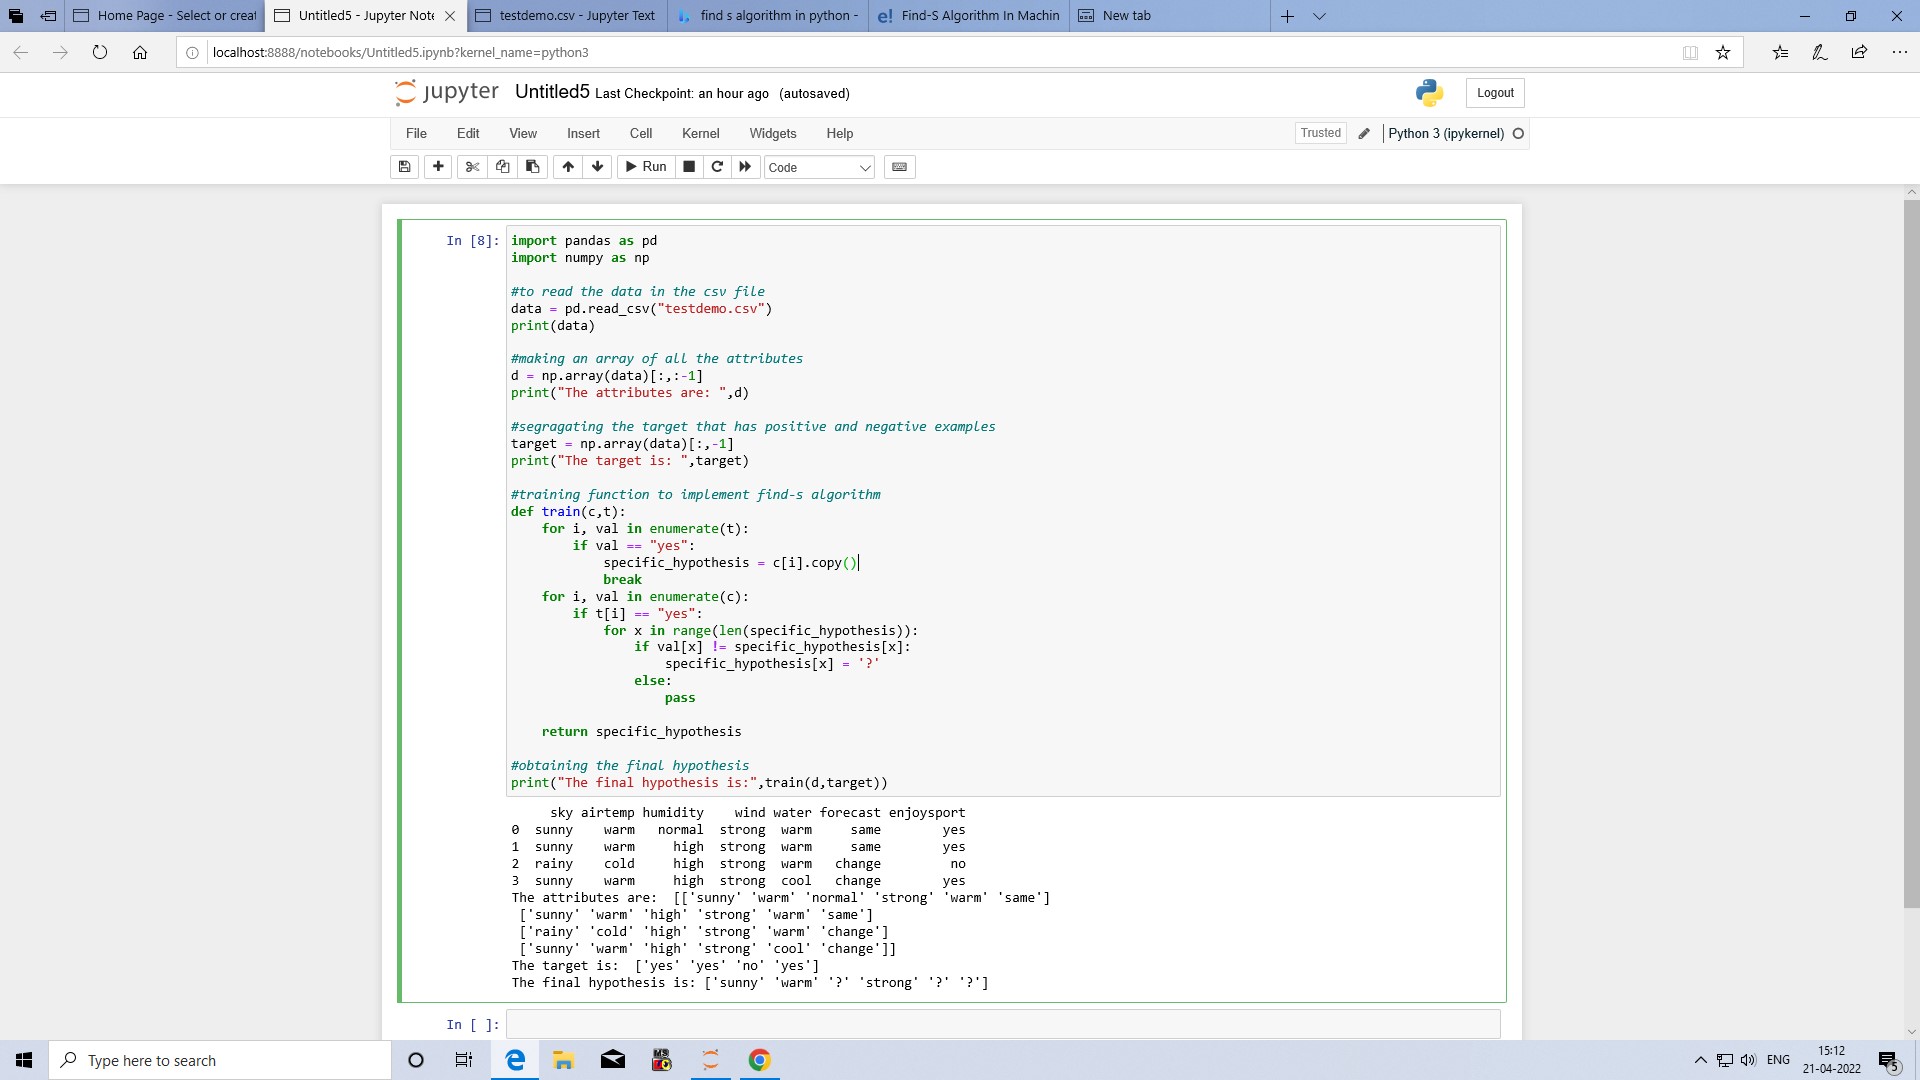 Home Page - Select or creat
Untitled5 - Jupyter Note
testdemo.csv - Jupyter Text
find s algorithm in python -
Find-S Algorithm In Machin
New tab
localhost:8888/notebooks/Untitled5.ipynb?kernel_name=python3
jupyter Untitled5 Last Checkpoint: an hour ago (autosaved)
Logout
File Edit View Insert Cell Kernel Widgets Help
Trusted
Python 3 (ipykernel)
Run
Code
In [8]:
import pandas as pd
import numpy as np
#to read the data in the csv file
data = pd.read_csv("testdemo.csv")
print(data)
#making an array of all the attributes
d = np.array(data)[:,:-1]
print("The attributes are: ",d)
#segragating the target that has positive and negative examples
target = np.array(data)[:,-1]
print("The target is: ",target)
#training function to implement find-s algorithm
def train(c,t):
    for i, val in enumerate(t):
        if val == "yes":
            specific_hypothesis = c[i].copy()
            break
    for i, val in enumerate(c):
        if t[i] == "yes":
            for x in range(len(specific_hypothesis)):
                if val[x] != specific_hypothesis[x]:
                    specific_hypothesis[x] = '?'
                else:
                    pass
    return specific_hypothesis
#obtaining the final hypothesis
print("The final hypothesis is:",train(d,target))
     sky airtemp humidity    wind water forecast enjoysport
0  sunny    warm   normal  strong  warm     same        yes
1  sunny    warm     high  strong  warm     same        yes
2  rainy    cold     high  strong  warm   change         no
3  sunny    warm     high  strong  cool   change        yes
The attributes are:  [['sunny' 'warm' 'normal' 'strong' 'warm' 'same']
 ['sunny' 'warm' 'high' 'strong' 'warm' 'same']
 ['rainy' 'cold' 'high' 'strong' 'warm' 'change']
 ['sunny' 'warm' 'high' 'strong' 'cool' 'change']]
The target is:  ['yes' 'yes' 'no' 'yes']
The final hypothesis is: ['sunny' 'warm' '?' 'strong' '?' '?']
In [ ]:
Type here to search
ENG
15:12
21-04-2022
5